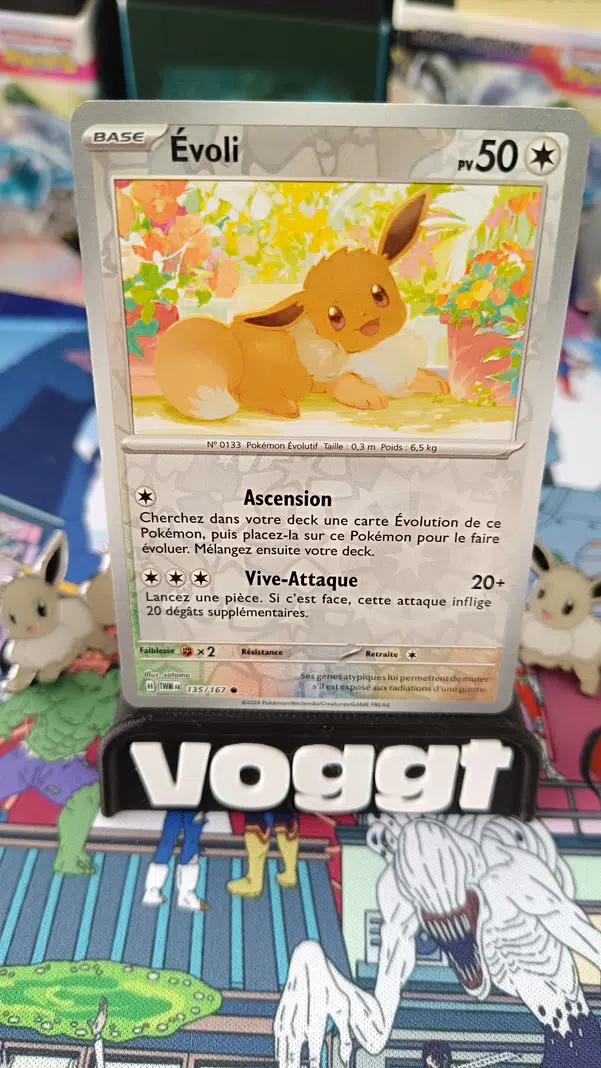 BASE Évoli PV 50
N° 0133 Pokémon Évolutif Taille : 0,3 m Poids : 6,5 kg
Ascension
Cherchez dans votre deck une carte Évolution de ce
Pokémon, puis placez-la sur ce Pokémon pour le faire
évoluer. Mélangez ensuite votre deck.
Vive-Attaque 20+
Lancez une pièce. Si c'est face, cette attaque inflige
20 dégâts supplémentaires.
Faiblesse ×2 Résistance Retraite
Illus. satoma
Ses gènes atypiques lui permettent de muter
s'il est exposé aux radiations d'une pierre.
H TWM FR 135/167
©2024 Pokémon/Nintendo/Creatures/GAME FREAK
voggt